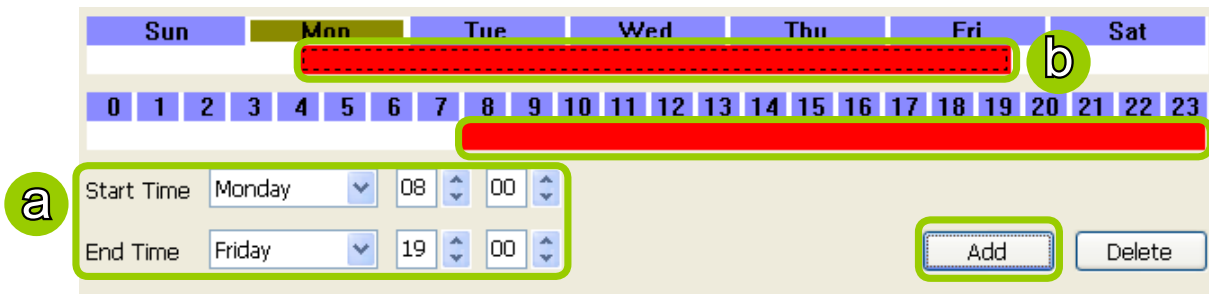 Sun Mon Tue Wed Thu Fri Sat
b
0 1 2 3 4 5 6 7 8 9 10 11 12 13 14 15 16 17 18 19 20 21 22 23
a
Start Time Monday 08 00
End Time Friday 19 00 Add Delete